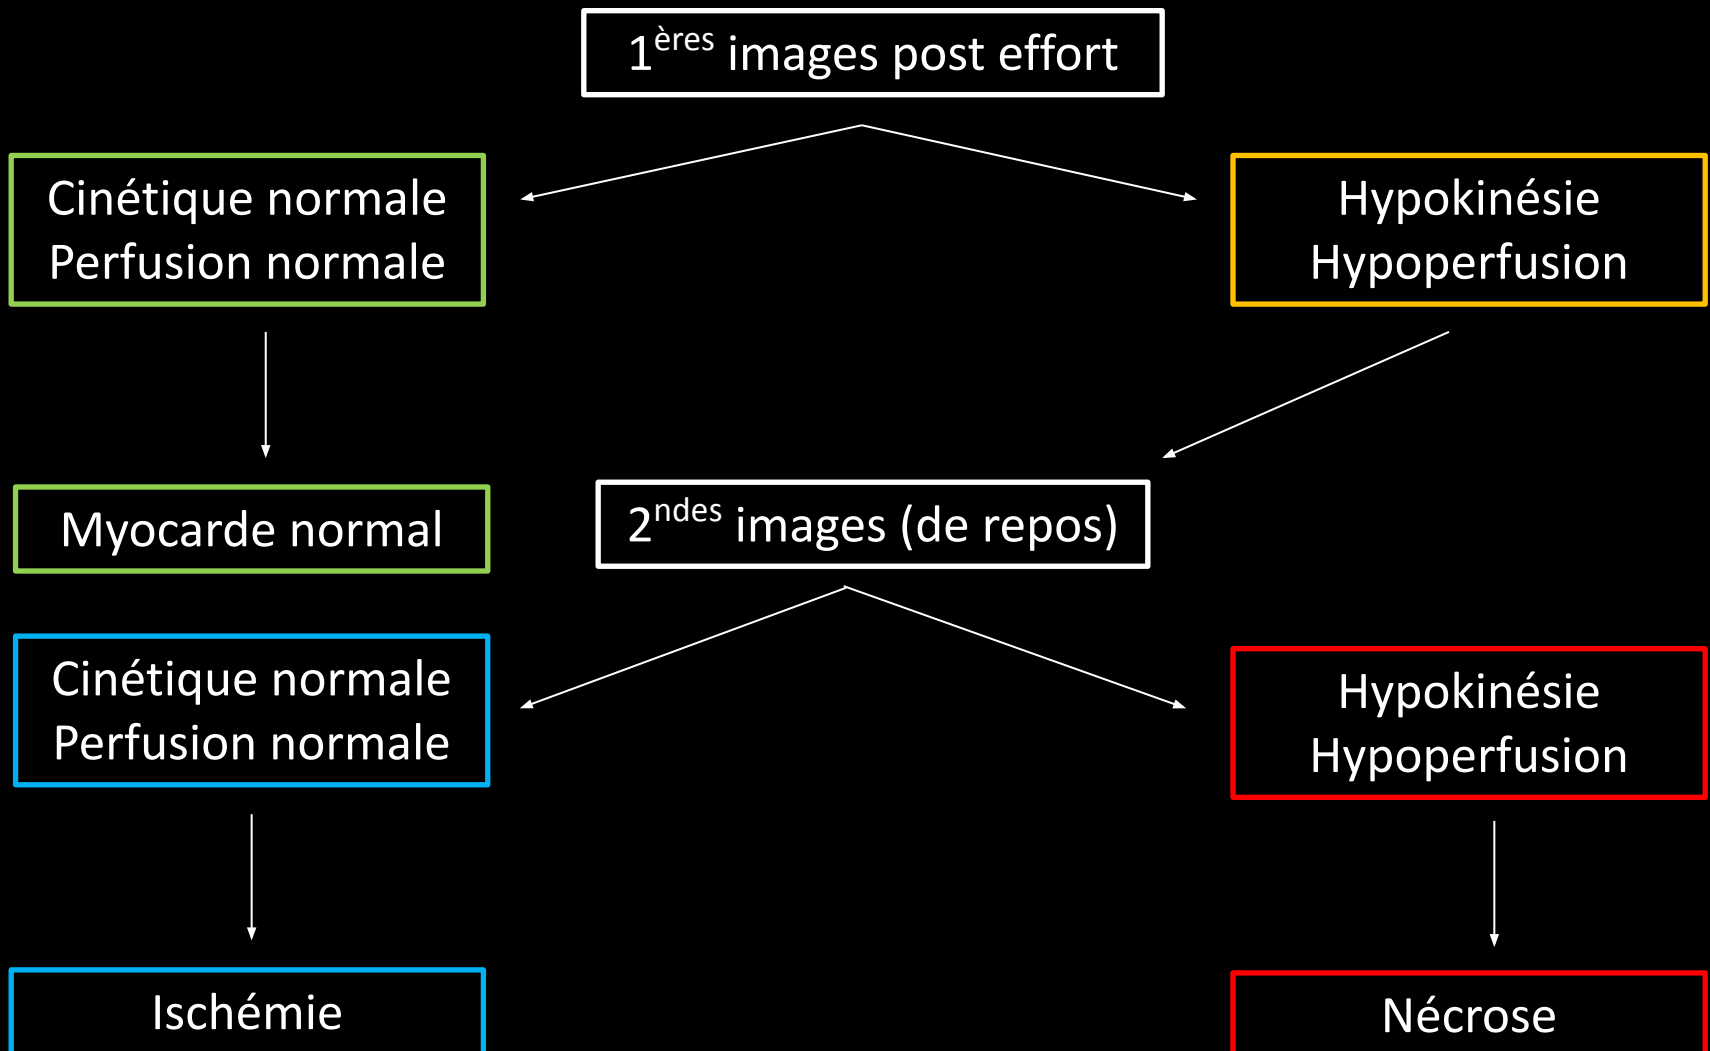 1ères images post effort
Cinétique normale
Perfusion normale
Hypokinésie
Hypoperfusion
Myocarde normal
2ndes images (de repos)
Cinétique normale
Perfusion normale
Hypokinésie
Hypoperfusion
Ischémie
Nécrose